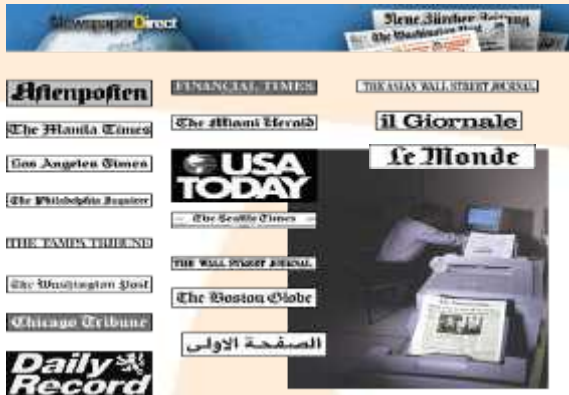 NewspaperDirect
Neue Zürcher Zeitung
The Washington Post
Aftenposten
The Manila Times
Los Angeles Times
The Philadelphia Inquirer
THE TAMPA TRIBUNE
The Washington Post
Chicago Tribune
Daily
Record
FINANCIAL TIMES
The Miami Herald
USA
TODAY
The Seattle Times
THE WALL STREET JOURNAL
The Boston Globe
الصفحة الاولى
THE ASIAN WALL STREET JOURNAL
il Giornale
Le Monde